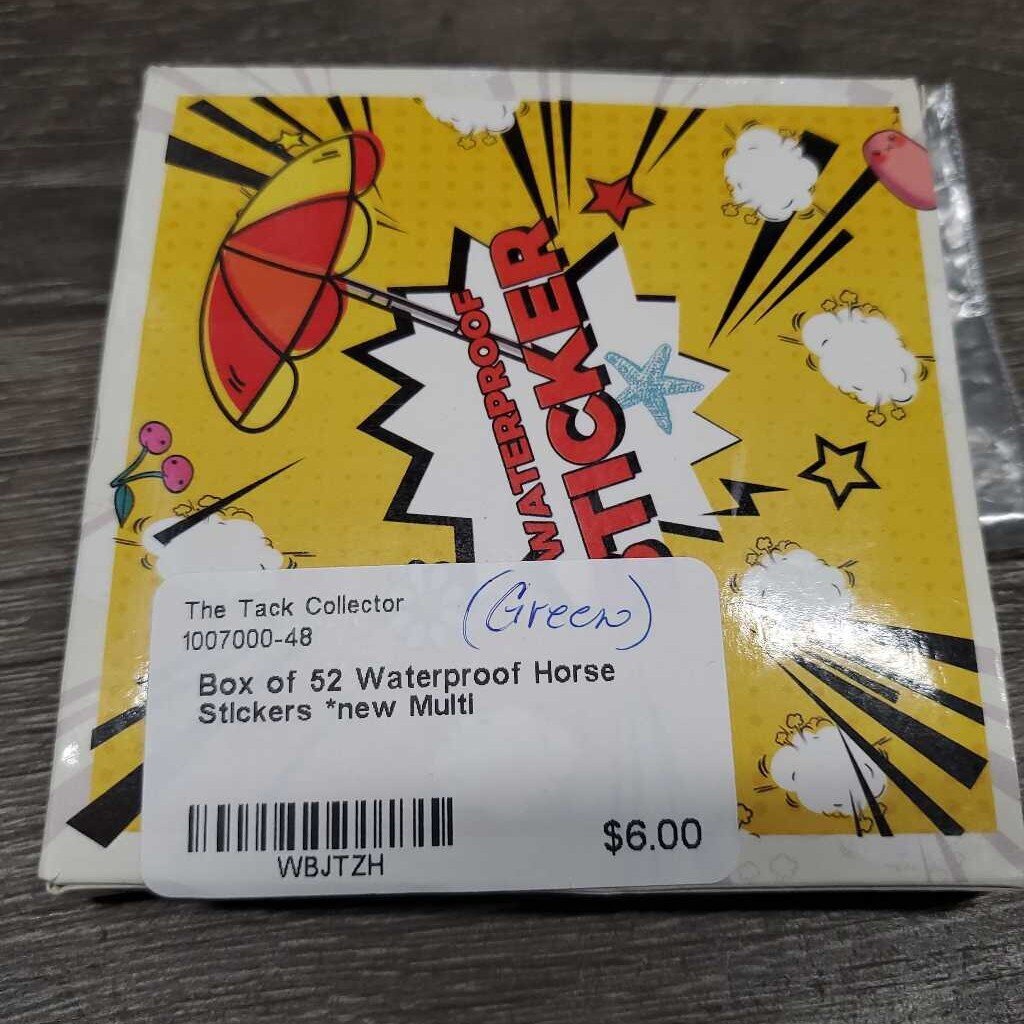 WATERPROOF
STICKER
The Tack Collector
(Green)
1007000-48
Box of 52 Waterproof Horse
Stickers *new Multi
$6.00
WBJTZH